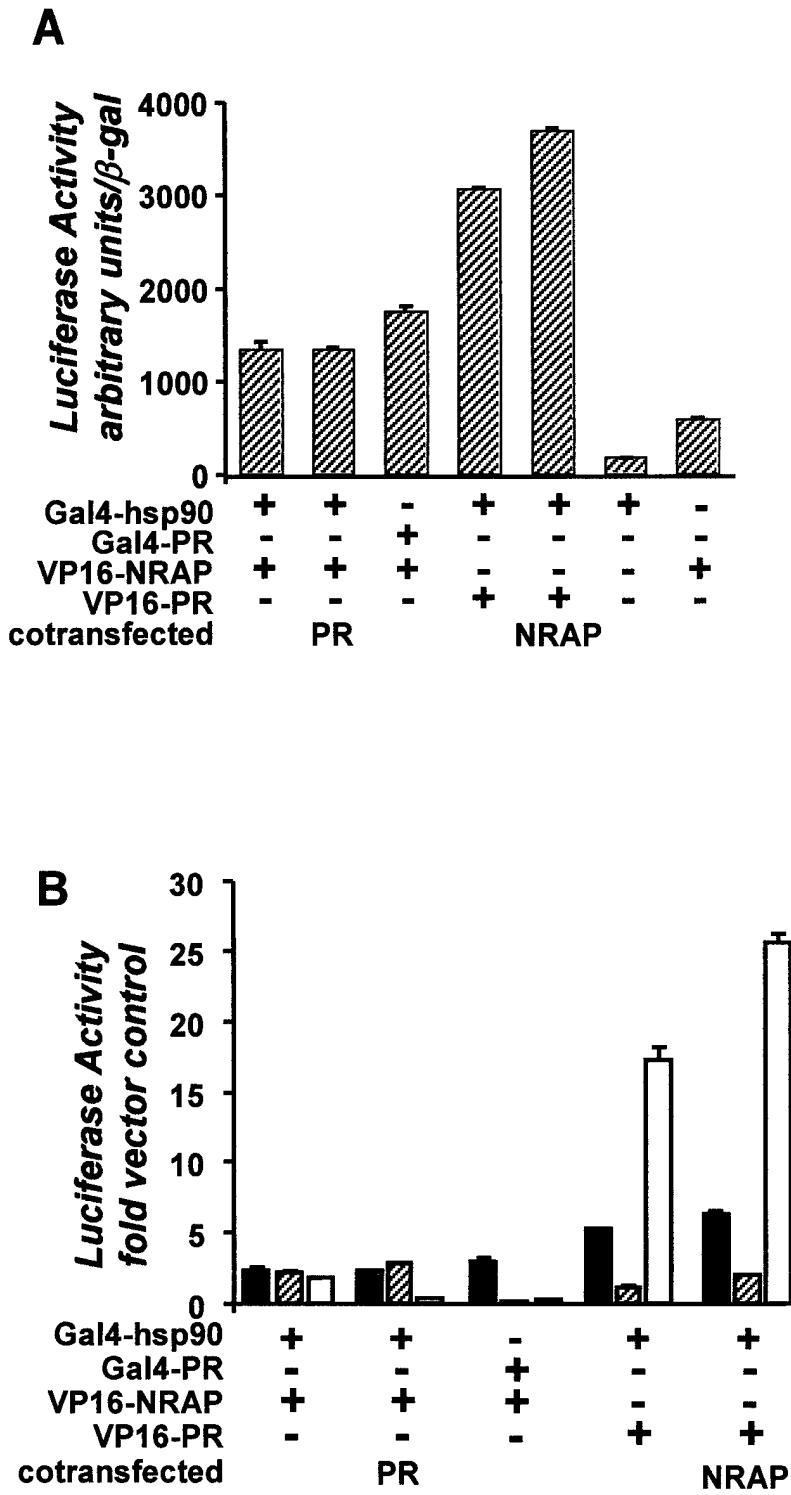 A
Luciferase Activity
arbitrary units/β-gal
4000
3000
2000
1000
0
Gal4-hsp90 + + - + + + -
Gal4-PR - - + - - - -
VP16-NRAP + + + - - - +
VP16-PR - - - + + - -
cotransfected PR NRAP
B
Luciferase Activity
fold vector control
30
25
20
15
10
5
0
Gal4-hsp90 + + - + +
Gal4-PR - - + - -
VP16-NRAP + + + - -
VP16-PR - - - + +
cotransfected PR NRAP